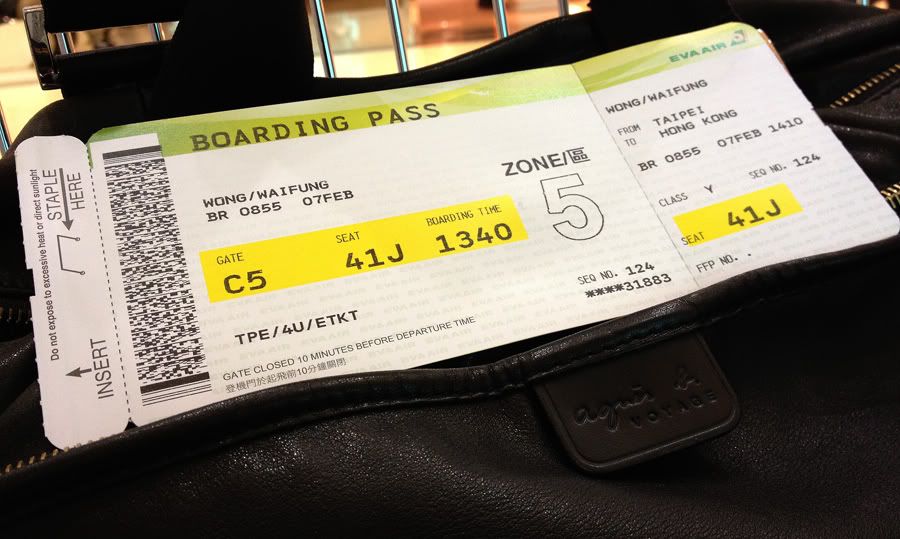 Do not expose to excessive heat or direct sunlight
STAPLE
HERE
INSERT
BOARDING PASS
WONG/WAIFUNG
BR 0855 07FEB
GATE SEAT BOARDING TIME
C5 41J 1340
ZONE/區
5
SEQ NO. 124
****31883
TPE/4U/ETKT
GATE CLOSED 10 MINUTES BEFORE DEPARTURE TIME
登機門於起飛前10分鐘關閉
EVA AIR
WONG/WAIFUNG
FROM TAIPEI
TO HONG KONG
BR 0855 07FEB 1410
CLASS Y SEQ NO. 124
SEAT 41J
FFP NO. .
agnès b.
VOYAGE